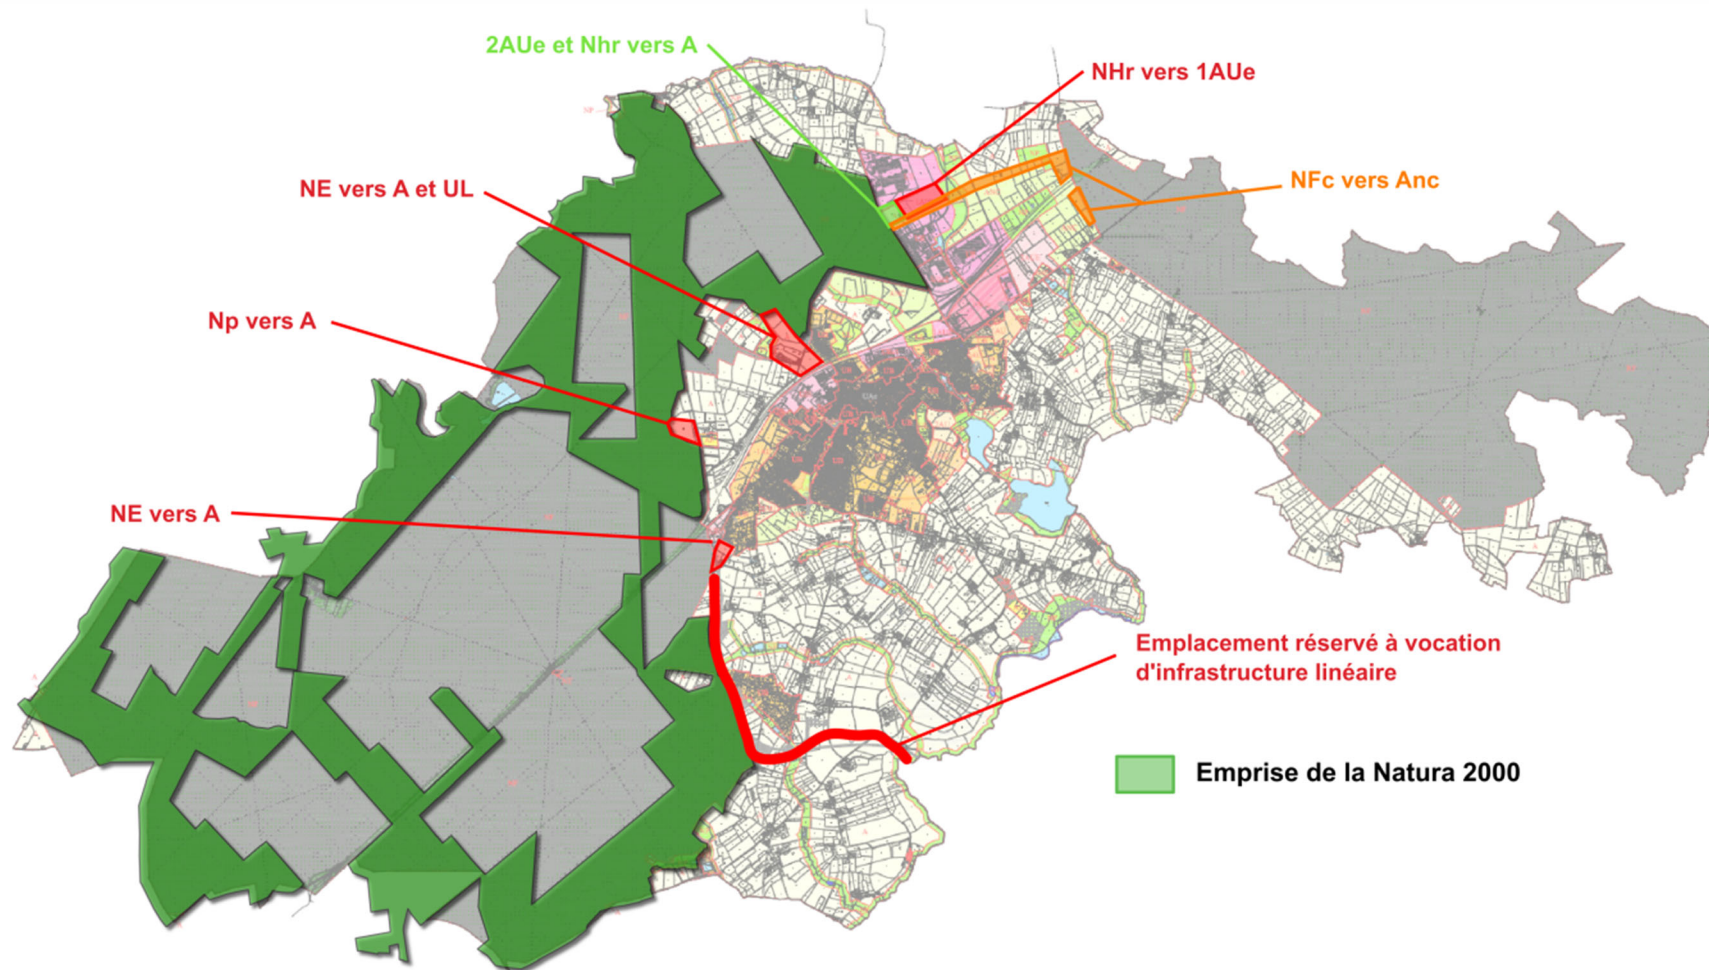 2AUe et Nhr vers A
NHr vers 1AUe
NE vers A et UL
NFc vers Anc
Np vers A
NE vers A
Emplacement réservé à vocation
d'infrastructure linéaire
Emprise de la Natura 2000